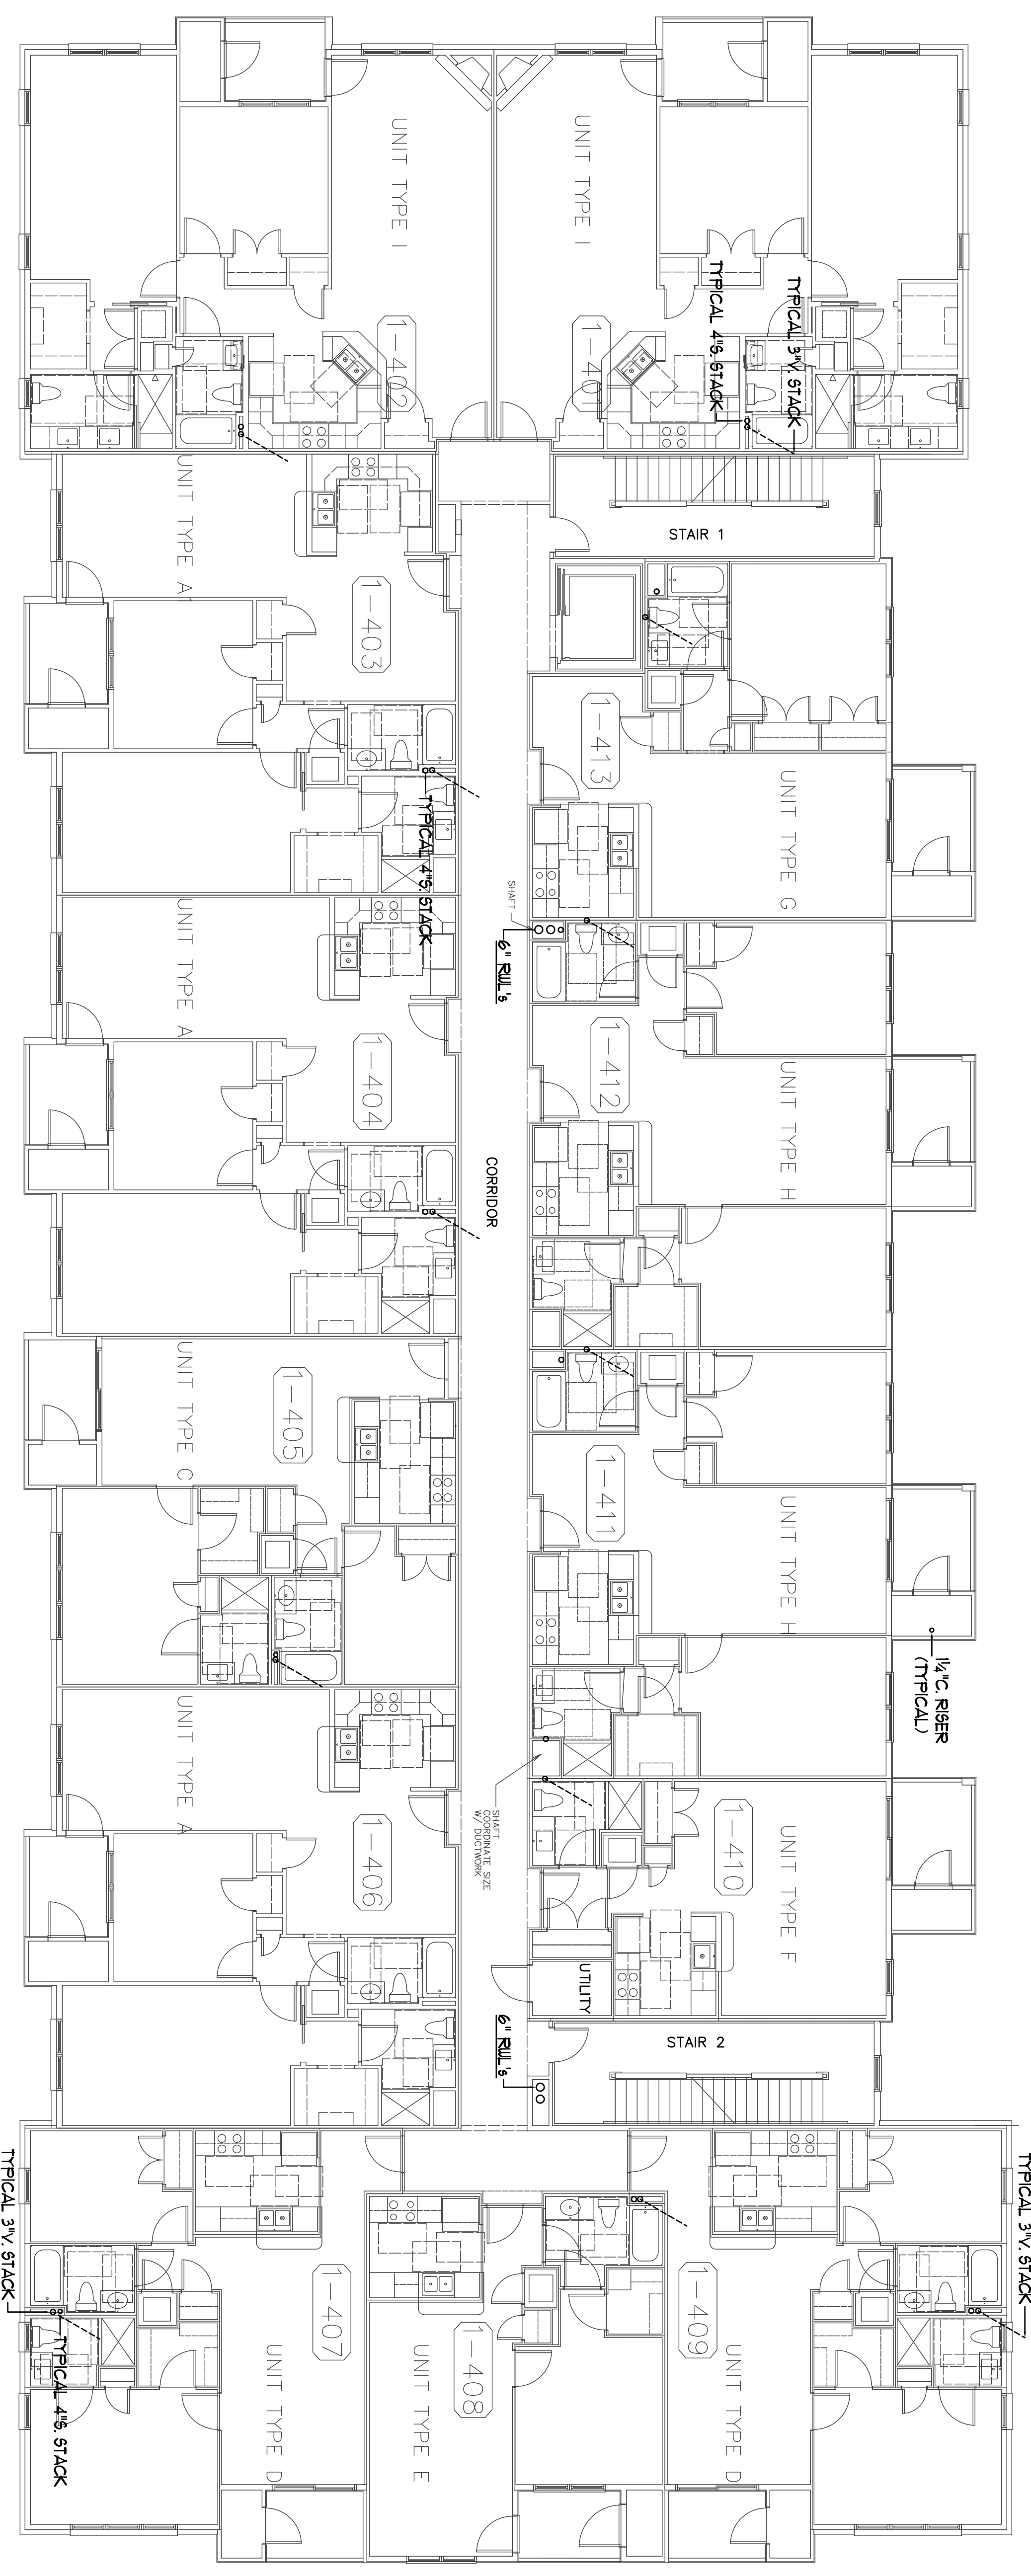 UNIT TYPE I
UNIT TYPE I
1-402
1-401
TYPICAL 4"S. STACK
TYPICAL 3"V. STACK
UNIT TYPE A1
STAIR 1
1-403
1-413
UNIT TYPE G
TYPICAL 4"S. STACK
SHAFT
6" RWL's
UNIT TYPE A
1-404
1-412
UNIT TYPE H
CORRIDOR
UNIT TYPE C
1-405
1-411
UNIT TYPE H
1¼"C. RISER
(TYPICAL)
UNIT TYPE A
1-406
SHAFT
COORDINATE SIZE
W/ DUCTWORK
1-410
UNIT TYPE F
UTILITY
6" RWL's
STAIR 2
TYPICAL 3"V. STACK
TYPICAL 4"S. STACK
1-407
UNIT TYPE D
1-408
UNIT TYPE E
1-409
UNIT TYPE D
TYPICAL 3"V. STACK